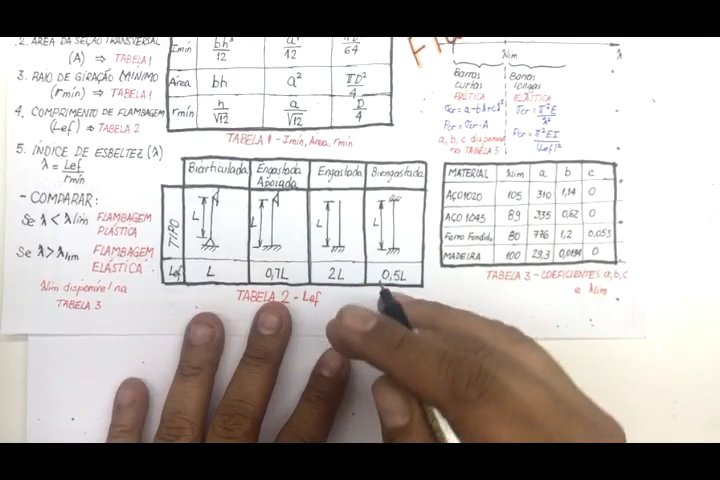 2. ÁREA DA SEÇÃO TRANSVERSAL
(A) ⇒ TABELA 1
3. RAIO DE GIRAÇÃO MÍNIMO
(rmín) ⇒ TABELA 1
4. COMPRIMENTO DE FLAMBAGEM
(Lef) ⇒ TABELA 2
5. ÍNDICE DE ESBELTEZ (λ)
λ = Lef/rmín
- COMPARAR:
Se λ < λlim FLAMBAGEM PLÁSTICA
Se λ > λlim FLAMBAGEM ELÁSTICA
λlim disponível na
TABELA 3
Imín bh³/12 a⁴/12 64
Área bh a² πD²/4
rmín h/√12 a/√12 D/4
TABELA 1 - Imín, Área, rmín
Biarticulada Engastada Apoiada Engastada Biengastada
TIPO L L L L
Lef L 0,7L 2L 0,5L
TABELA 2 - Lef
λlim λ
Barras curtas Barras longas
PLÁSTICA ELÁSTICA
Pcr = σcr·A Pcr = π²EI/(Lef)²
na TABELA 3
MATERIAL λlim a b c
AÇO 1020 105 310 1,14 0
AÇO 1045 89 335 0,62 0
Ferro Fundido 80 776 1,2 0,053
MADEIRA 100 29,3 0,0194 0
TABELA 3 - COEFICIENTES a, b, c
e λlim